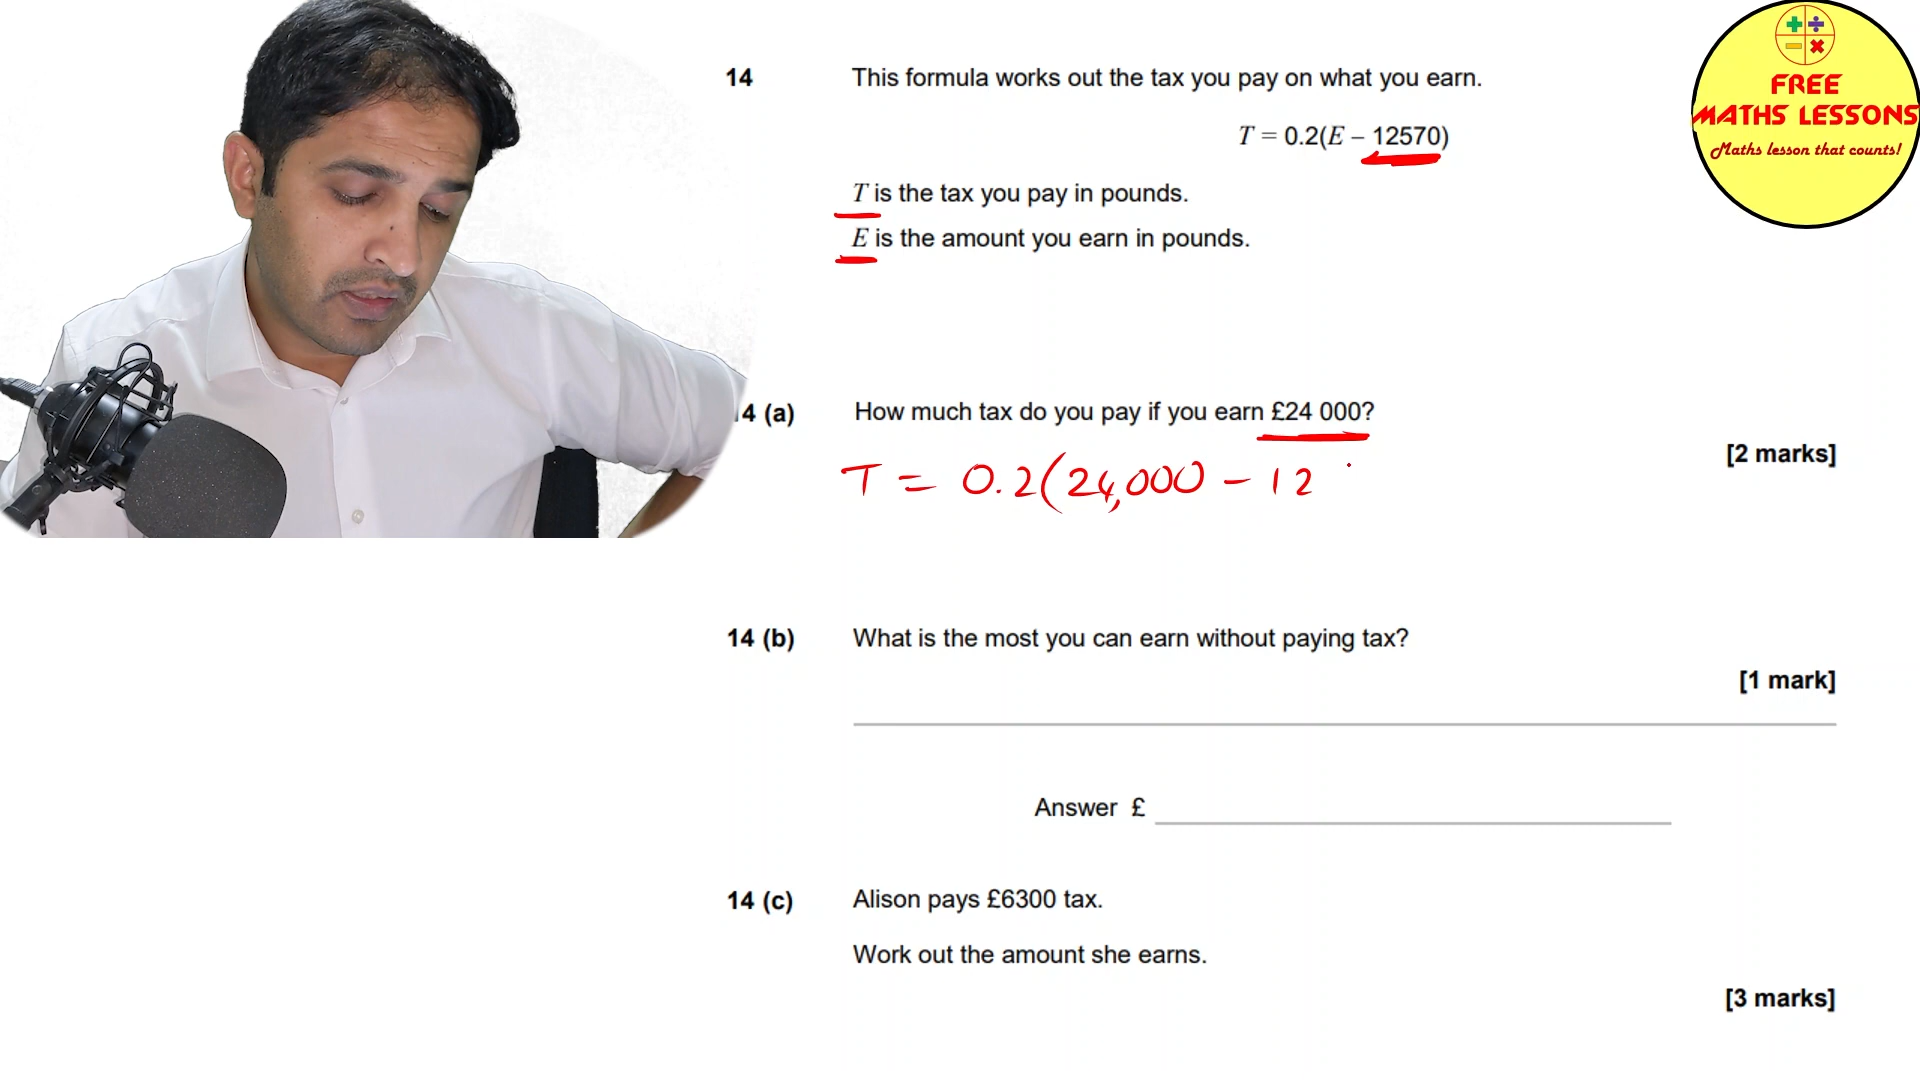 14 This formula works out the tax you pay on what you earn.
T = 0.2(E – 12570)
T is the tax you pay in pounds.
E is the amount you earn in pounds.
FREE
MATHS LESSONS
Maths lesson that counts!
4 (a) How much tax do you pay if you earn £24 000?
[2 marks]
T = 0.2(24,000 - 12
14 (b) What is the most you can earn without paying tax?
[1 mark]
Answer £
14 (c) Alison pays £6300 tax.
Work out the amount she earns.
[3 marks]